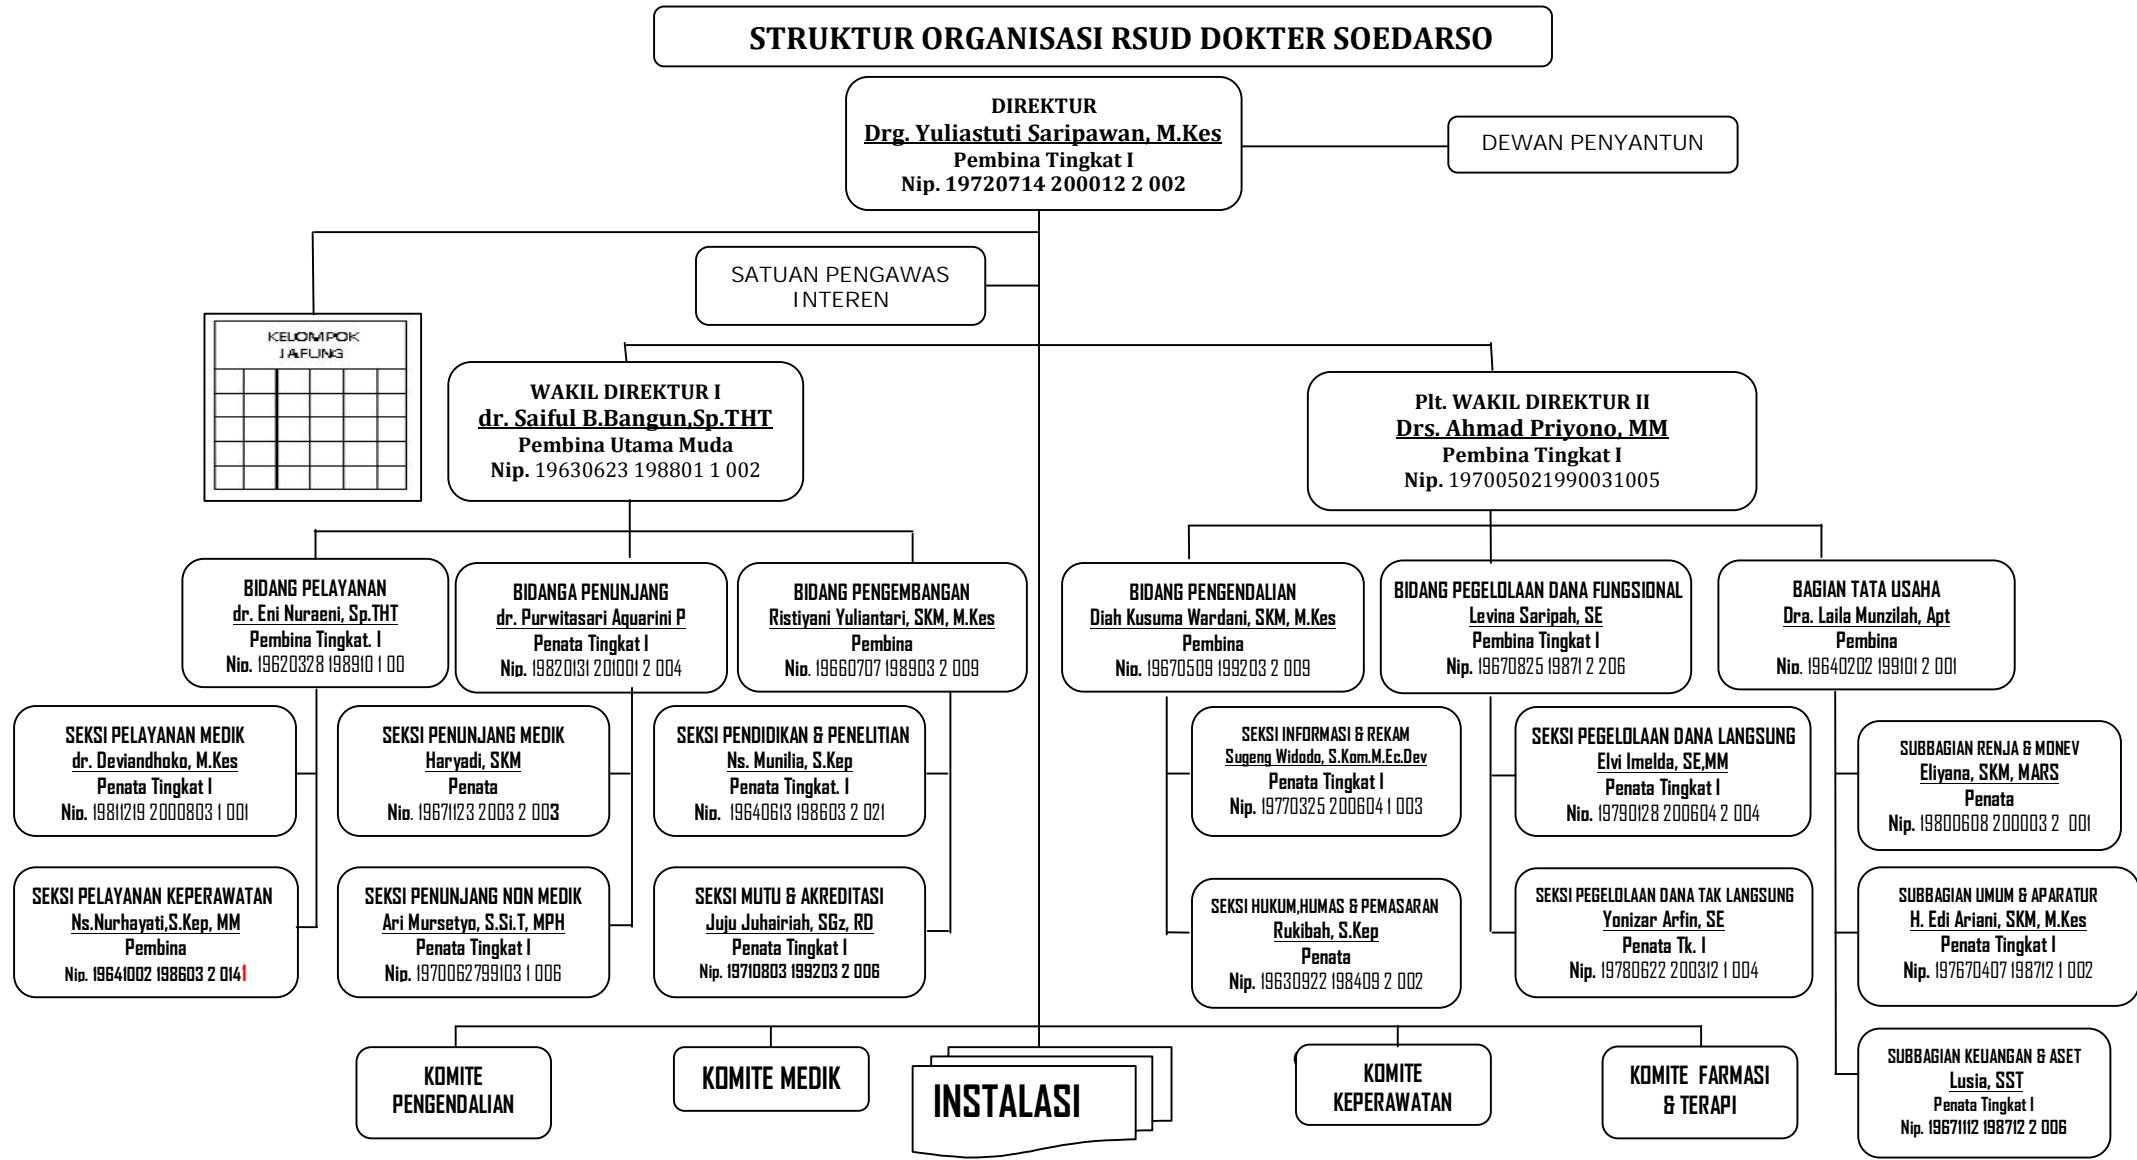 STRUKTUR ORGANISASI RSUD DOKTER SOEDARSO
DIREKTUR
Drg. Yuliastuti Saripawan, M.Kes
Pembina Tingkat I
Nip. 19720714 200012 2 002
DEWAN PENYANTUN
SATUAN PENGAWAS
INTEREN
KELOMPOK
JAFUNG
WAKIL DIREKTUR I
dr. Saiful B.Bangun,Sp.THT
Pembina Utama Muda
Nip. 19630623 198801 1 002
Plt. WAKIL DIREKTUR II
Drs. Ahmad Priyono, MM
Pembina Tingkat I
Nip. 197005021990031005
BIDANG PELAYANAN
dr. Eni Nuraeni, Sp.THT
Pembina Tingkat. I
Nip. 19620328 198910 1 00
BIDANGA PENUNJANG
dr. Purwitasari Aquarini P
Penata Tingkat I
Nip. 19820131 201001 2 004
BIDANG PENGEMBANGAN
Ristiyani Yuliantari, SKM, M.Kes
Pembina
Nip. 19660707 198903 2 009
BIDANG PENGENDALIAN
Diah Kusuma Wardani, SKM, M.Kes
Pembina
Nip. 19670509 199203 2 009
BIDANG PEGELOLAAN DANA FUNGSIONAL
Levina Saripah, SE
Pembina Tingkat I
Nip. 19670825 19871 2 206
BAGIAN TATA USAHA
Dra. Laila Munzilah, Apt
Pembina
Nip. 19640202 199101 2 001
SEKSI PELAYANAN MEDIK
dr. Deviandhoko, M.Kes
Penata Tingkat I
Nip. 19811219 2000803 1 001
SEKSI PENUNJANG MEDIK
Haryadi, SKM
Penata
Nip. 19671123 2003 2 003
SEKSI PENDIDIKAN & PENELITIAN
Ns. Munilia, S.Kep
Penata Tingkat. I
Nip. 19640613 198603 2 021
SEKSI INFORMASI & REKAM
Sugeng Widodo, S.Kom.M.Ec.Dev
Penata Tingkat I
Nip. 19770325 200604 1 003
SEKSI PEGELOLAAN DANA LANGSUNG
Elvi Imelda, SE,MM
Penata Tingkat I
Nip. 19790128 200604 2 004
SUBBAGIAN RENJA & MONEV
Eliyana, SKM, MARS
Penata
Nip. 19800608 200003 2 001
SEKSI PELAYANAN KEPERAWATAN
Ns.Nurhayati,S.Kep, MM
Pembina
Nip. 19641002 198603 2 0141
SEKSI PENUNJANG NON MEDIK
Ari Mursetyo, S.Si.T, MPH
Penata Tingkat I
Nip. 1970062799103 1 006
SEKSI MUTU & AKREDITASI
Juju Juhairiah, SGz, RD
Penata Tingkat I
Nip. 19710803 199203 2 006
SEKSI HUKUM,HUMAS & PEMASARAN
Rukibah, S.Kep
Penata
Nip. 19630922 198409 2 002
SEKSI PEGELOLAAN DANA TAK LANGSUNG
Yonizar Arfin, SE
Penata Tk. I
Nip. 19780622 200312 1 004
SUBBAGIAN UMUM & APARATUR
H. Edi Ariani, SKM, M.Kes
Penata Tingkat I
Nip. 197670407 198712 1 002
SUBBAGIAN KEUANGAN & ASET
Lusia, SST
Penata Tingkat I
Nip. 19671112 198712 2 006
KOMITE
PENGENDALIAN
KOMITE MEDIK
INSTALASI
KOMITE
KEPERAWATAN
KOMITE FARMASI
& TERAPI